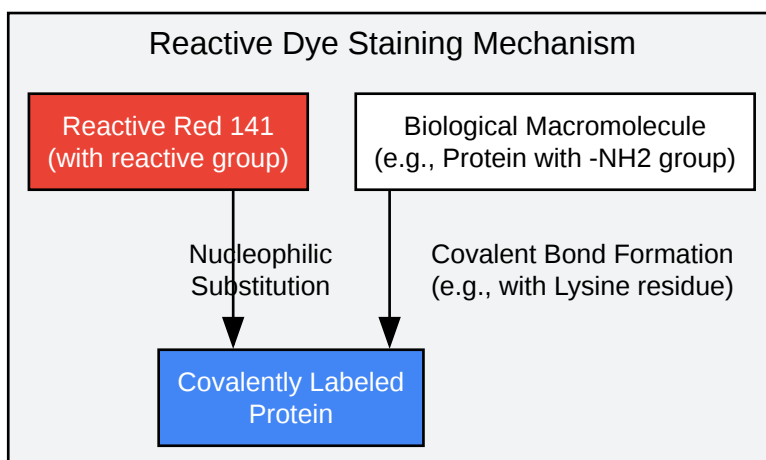 Reactive Dye Staining Mechanism
Reactive Red 141
(with reactive group)
Biological Macromolecule
(e.g., Protein with -NH2 group)
Nucleophilic
Substitution
Covalent Bond Formation
(e.g., with Lysine residue)
Covalently Labeled
Protein